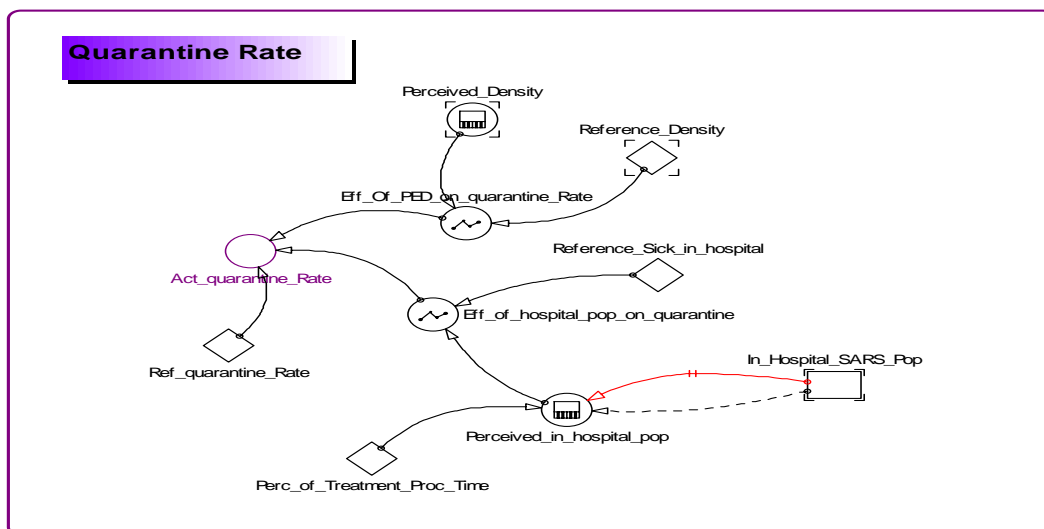 Quarantine Rate
Perceived_Density
Reference_Density
Eff_Of_PED_on_quarantine_Rate
Reference_Sick_in_hospital
Act_quarantine_Rate
Eff_of_hospital_pop_on_quarantine
In_Hospital_SARS_Pop
Ref_quarantine_Rate
Perceived_in_hospital_pop
Perc_of_Treatment_Proc_Time